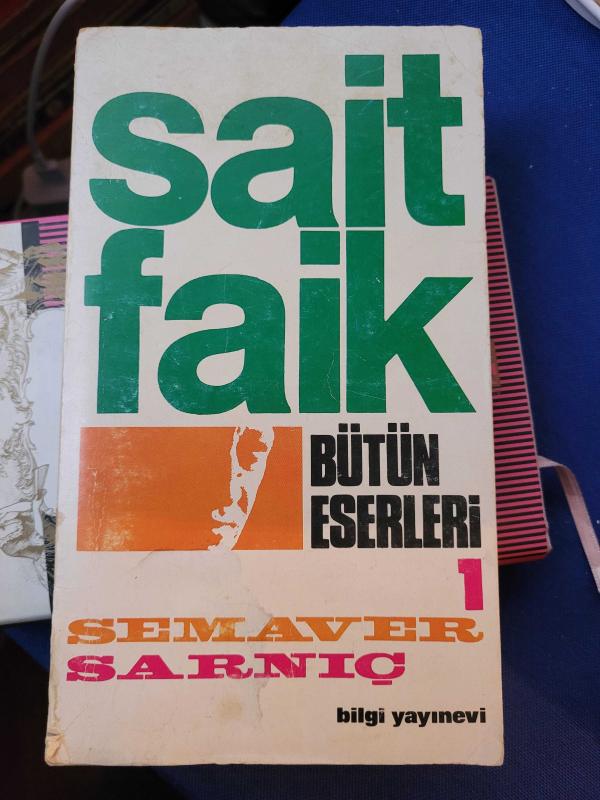 sait
faik
BÜTÜN
ESERLERİ
1
SEMAVER
SARNIÇ
bilgi yayınevi